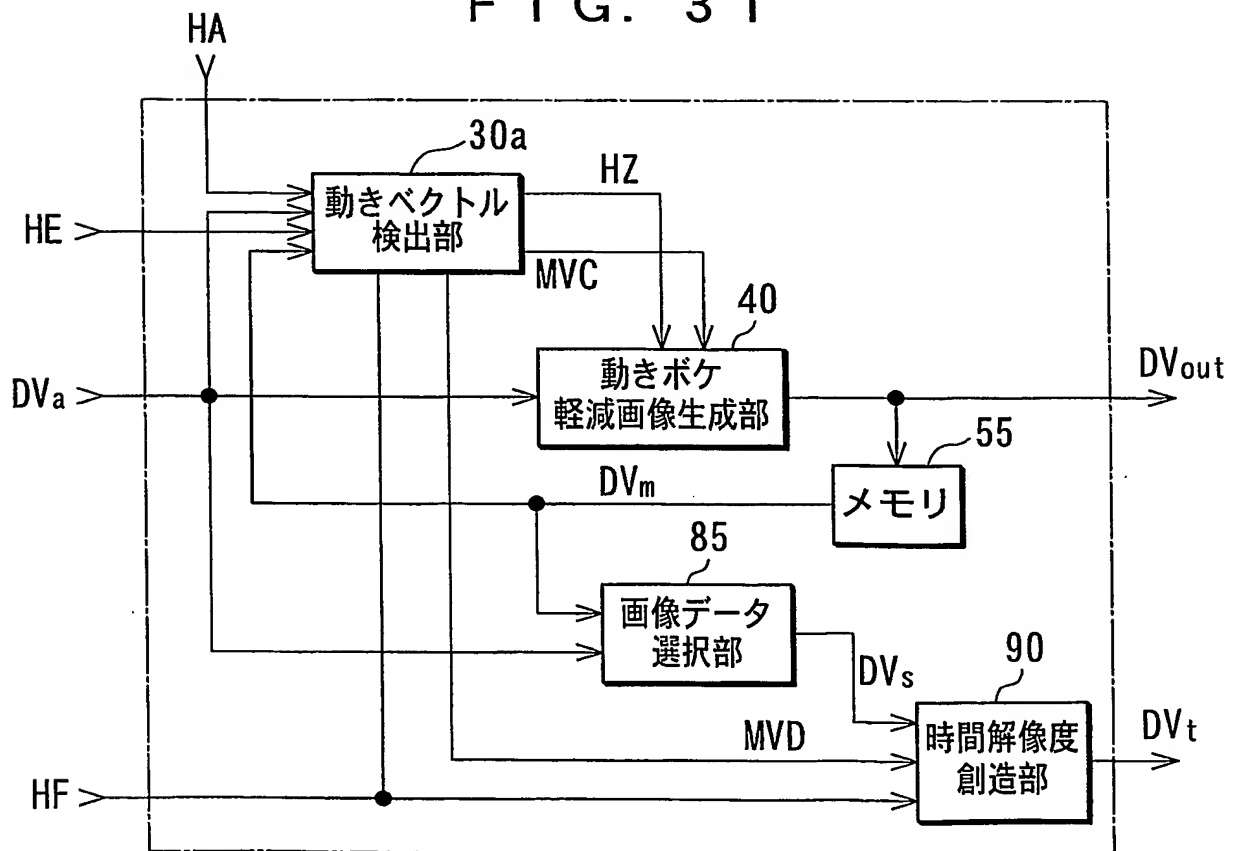 FIG. 31
HA
30a
HZ
動きベクトル
検出部
HE
MVC
40
動きボケ
軽減画像生成部
DVa
DVout
55
メモリ
DVm
85
画像データ
選択部
DVs
90
時間解像度
創造部
MVD
DVt
HF